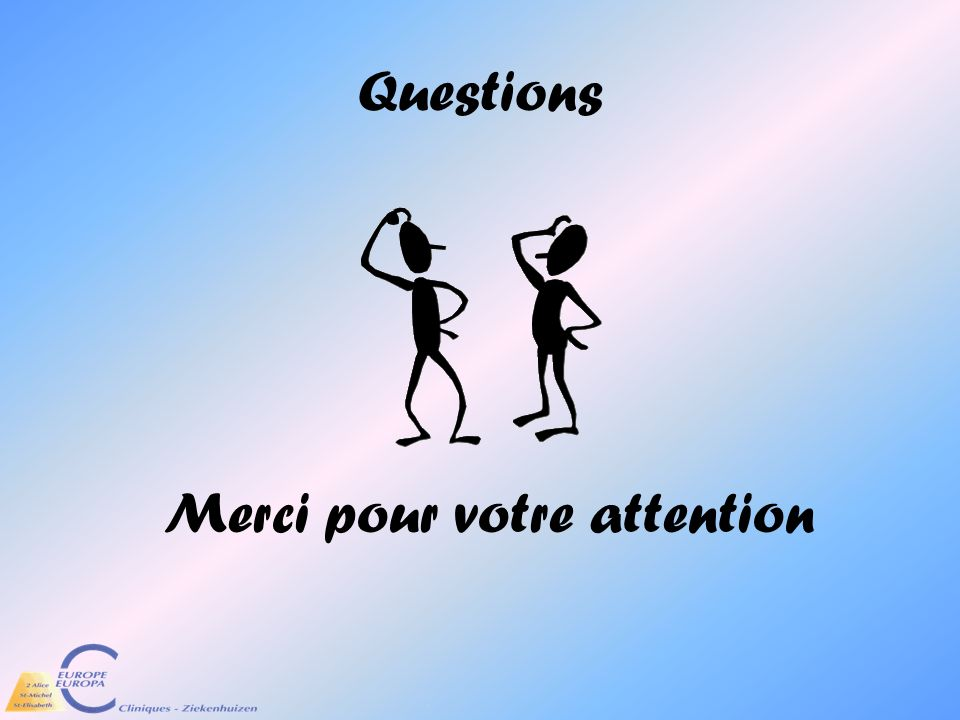 Questions
Merci pour votre attention
EUROPE
EUROPA
2 Alice
St-Michel
St-Elisabeth
Cliniques - Ziekenhuizen